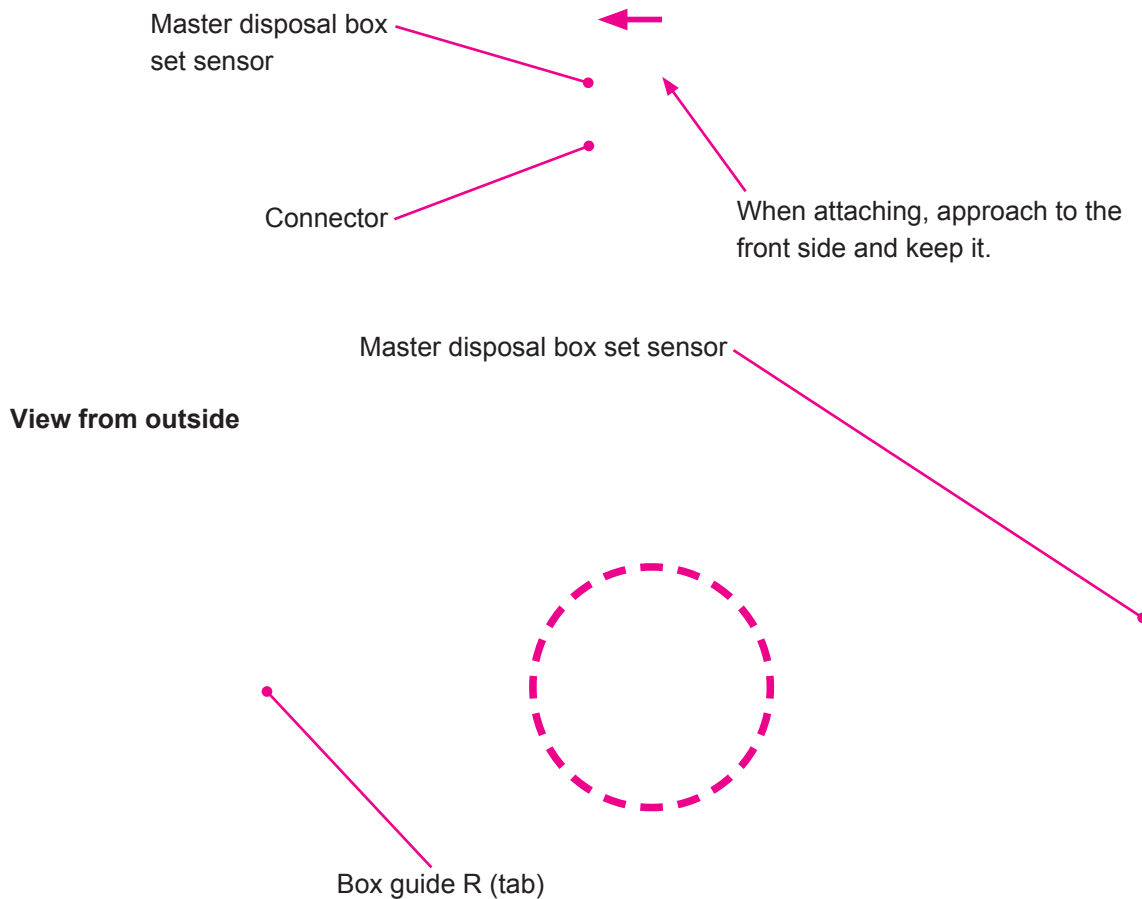 Master disposal box
set sensor
Connector
When attaching, approach to the
front side and keep it.
Master disposal box set sensor
View from outside
Box guide R (tab)